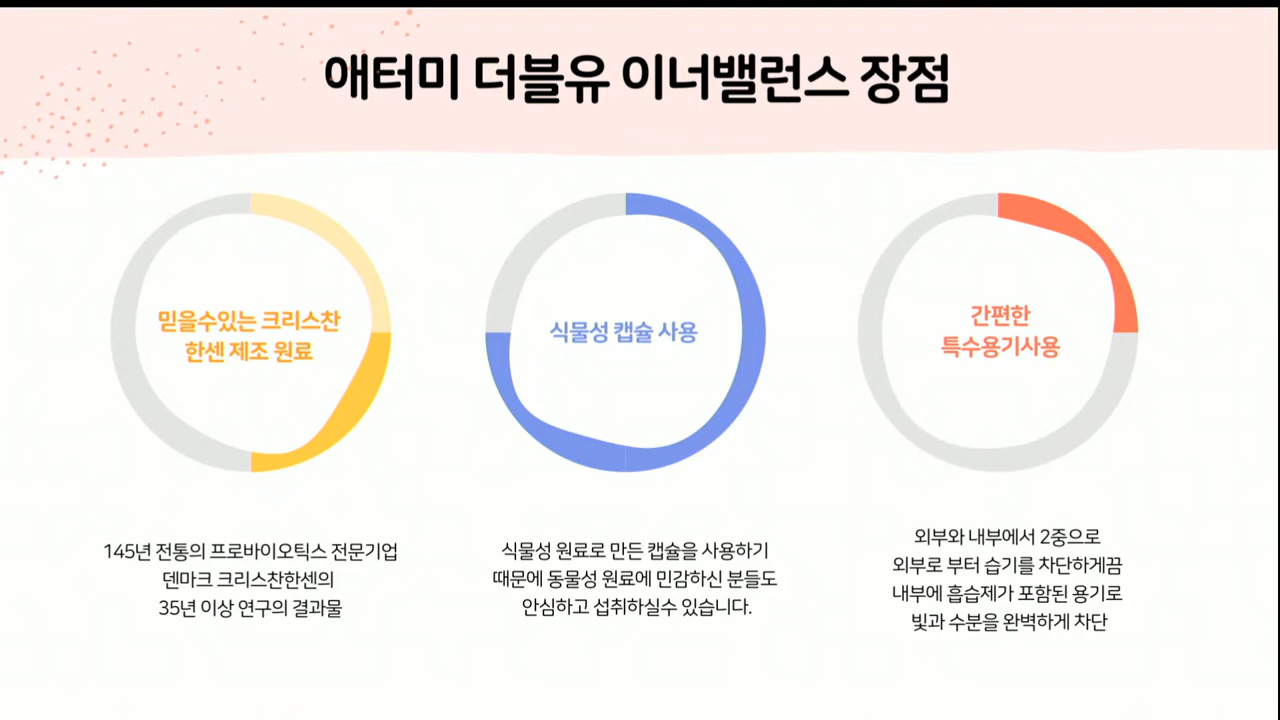 애터미 더블유 이너밸런스 장점
믿을수있는 크리스찬
한센 제조 원료
145년 전통의 프로바이오틱스 전문기업
덴마크 크리스찬한센의
35년 이상 연구의 결과물
식물성 캡슐 사용
식물성 원료로 만든 캡슐을 사용하기
때문에 동물성 원료에 민감하신 분들도
안심하고 섭취하실수 있습니다.
간편한
특수용기사용
외부와 내부에서 2중으로
외부로 부터 습기를 차단하게끔
내부에 흡습제가 포함된 용기로
빛과 수분을 완벽하게 차단